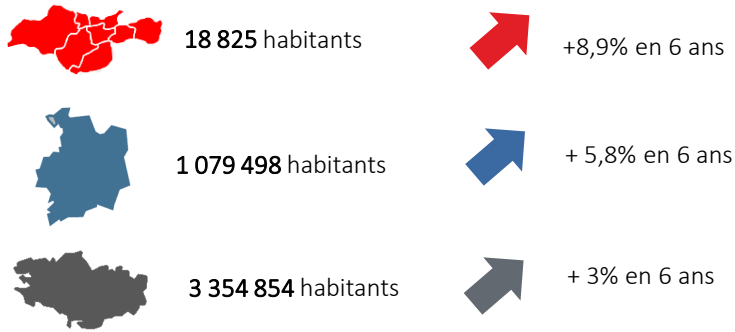 18 825 habitants
+8,9% en 6 ans
1 079 498 habitants
+ 5,8% en 6 ans
3 354 854 habitants
+ 3% en 6 ans